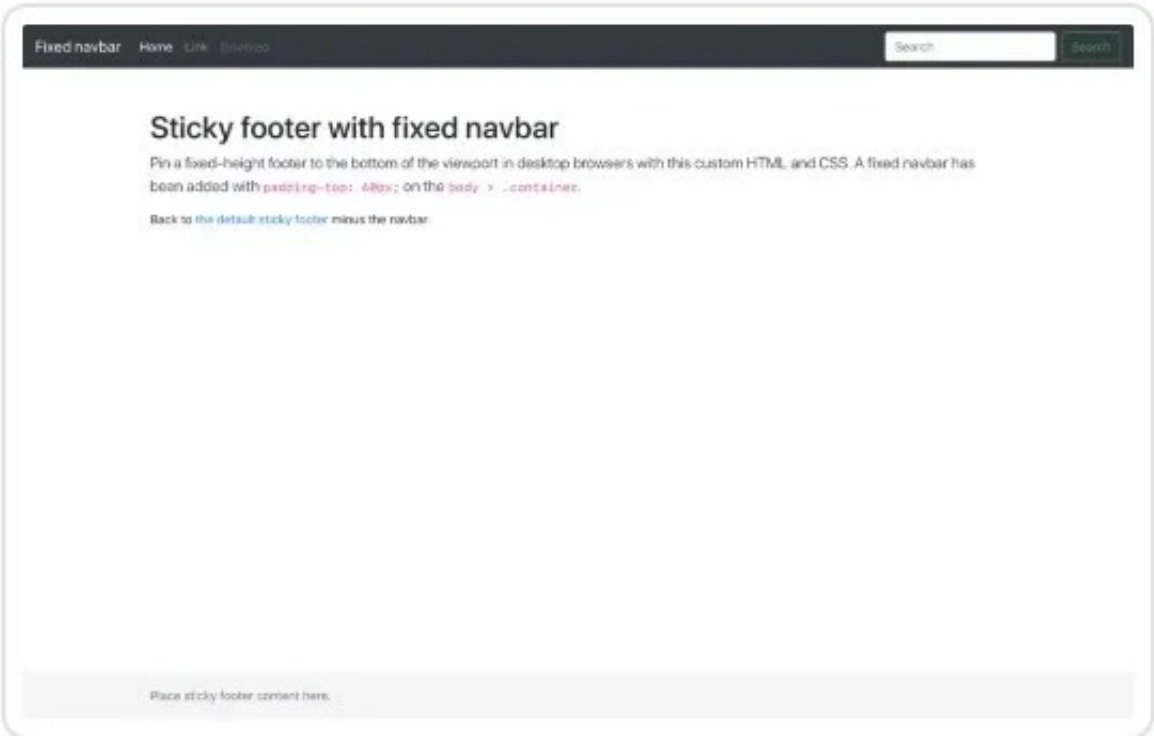 Fixed navbar Home Link Disabled Search Search
Sticky footer with fixed navbar
Pin a fixed-height footer to the bottom of the viewport in desktop browsers with this custom HTML and CSS. A fixed navbar has
been added with padding-top: 60px; on the body > .container.
Back to the default sticky footer minus the navbar.
Place sticky footer content here.